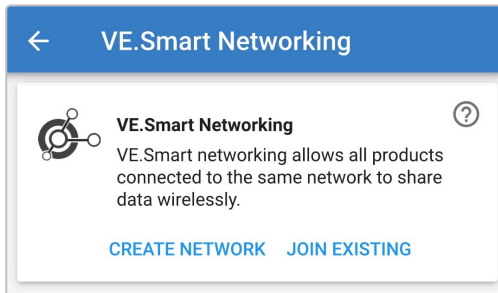 VE.Smart Networking
VE.Smart Networking
VE.Smart networking allows all products
connected to the same network to share
data wirelessly.
CREATE NETWORK JOIN EXISTING